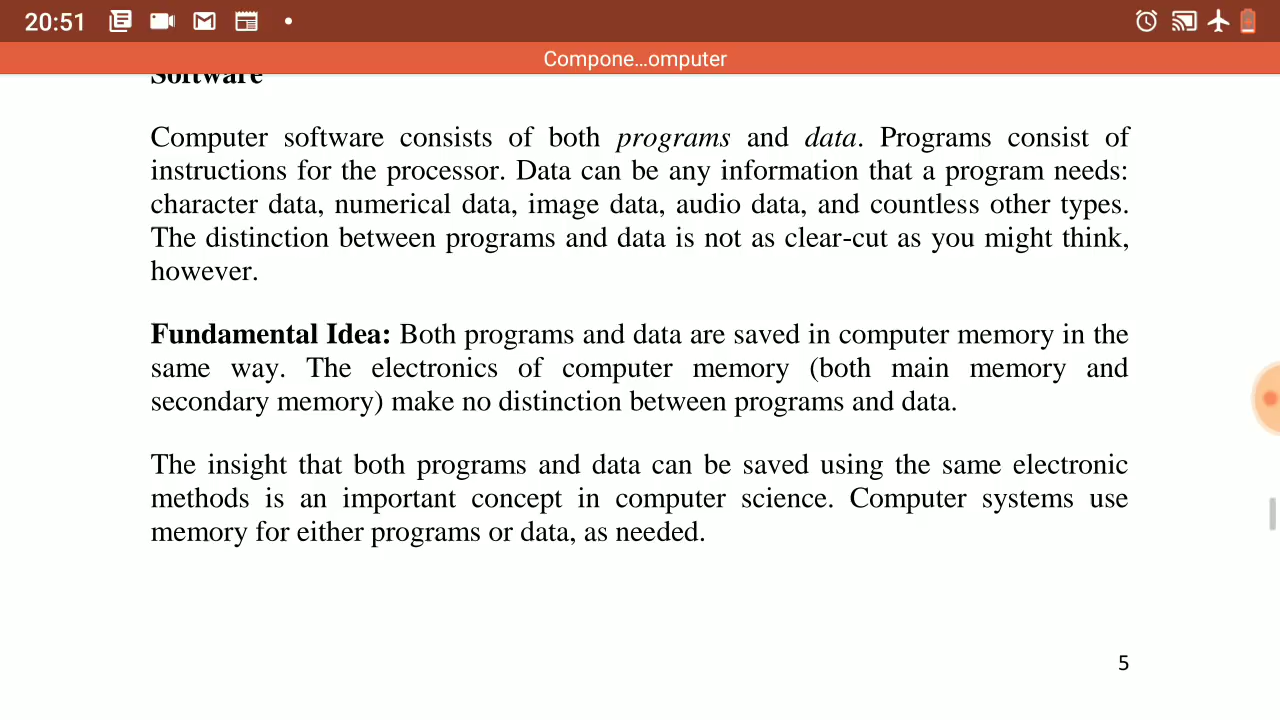 20:51
Compone...omputer
Software
Computer software consists of both programs and data. Programs consist of
instructions for the processor. Data can be any information that a program needs:
character data, numerical data, image data, audio data, and countless other types.
The distinction between programs and data is not as clear-cut as you might think,
however.
Fundamental Idea: Both programs and data are saved in computer memory in the
same way. The electronics of computer memory (both main memory and
secondary memory) make no distinction between programs and data.
The insight that both programs and data can be saved using the same electronic
methods is an important concept in computer science. Computer systems use
memory for either programs or data, as needed.
5